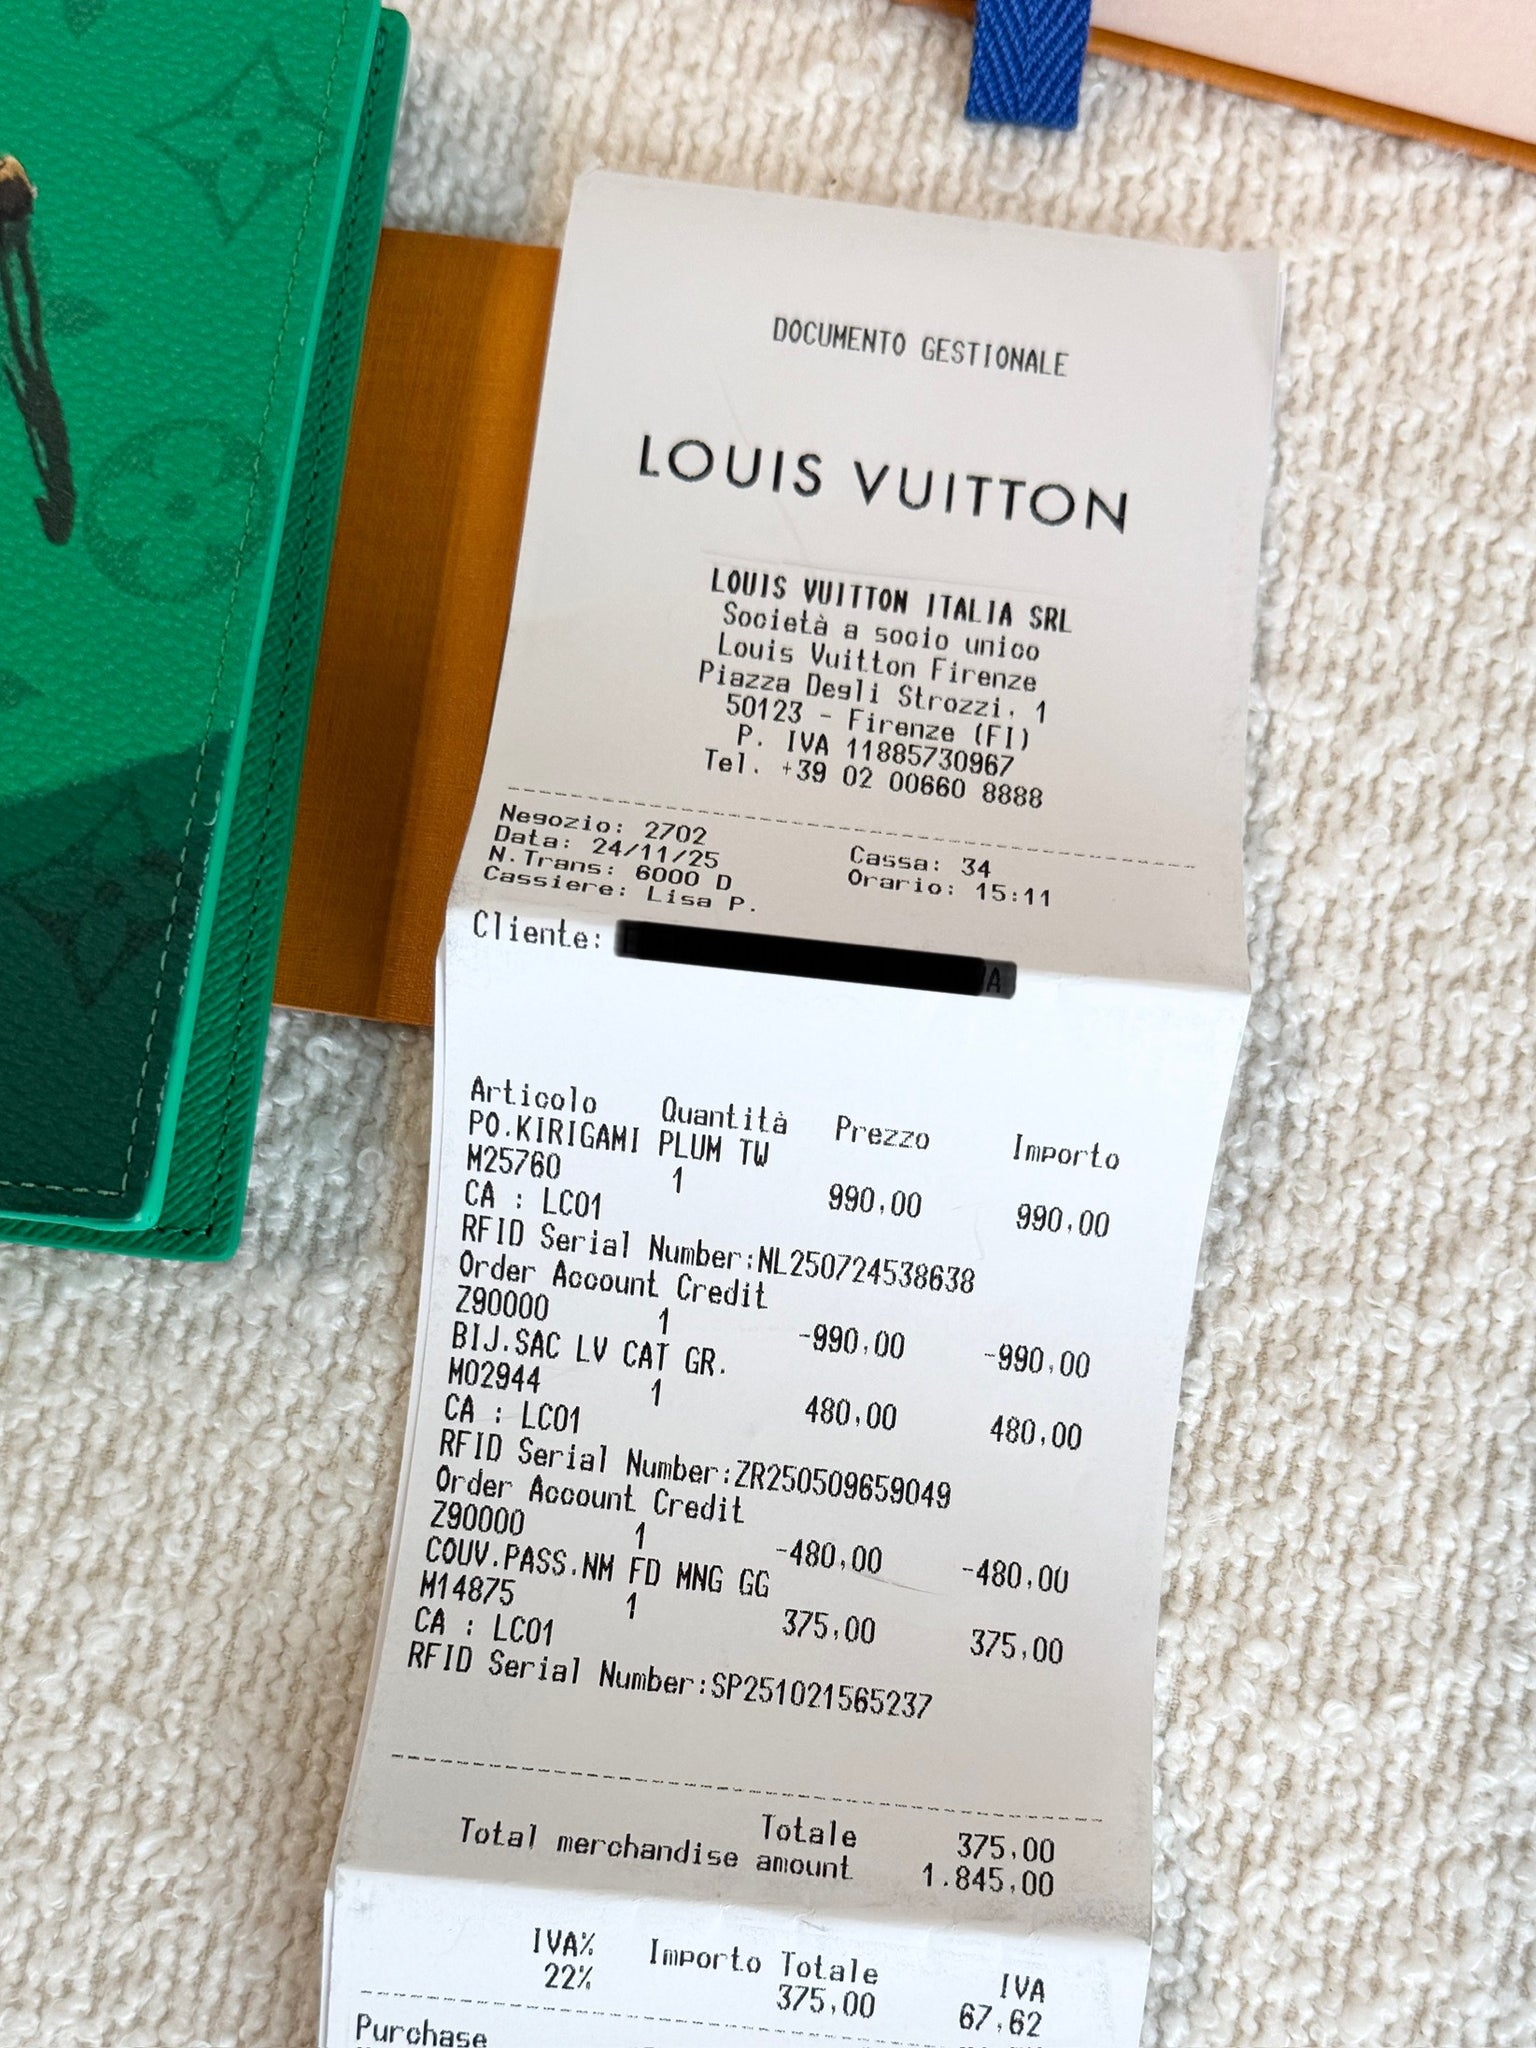 DOCUMENTO GESTIONALE
LOUIS VUITTON
LOUIS VUITTON ITALIA SRL
Società a socio unico
Louis Vuitton Firenze
Piazza Degli Strozzi, 1
50123 - Firenze (FI)
P. IVA 11885730967
Tel. +39 02 00660 8888
Negozio: 2702
Data: 24/11/25 Cassa: 34
N.Trans: 6000 D Orario: 15:11
Cassiere: Lisa P.
Cliente:
Articolo Quantità Prezzo Importo
PO.KIRIGAMI PLUM TW
M25760 1 990,00 990,00
CA : LC01
RFID Serial Number:NL250724538638
Order Account Credit
Z90000 1 -990,00 -990,00
BIJ.SAC LV CAT GR.
M02944 1 480,00 480,00
CA : LC01
RFID Serial Number:ZR250509659049
Order Account Credit
Z90000 1 -480,00 -480,00
COUV.PASS.NM FD MNG GG
M14875 1 375,00 375,00
CA : LC01
RFID Serial Number:SP251021565237
Totale 375,00
Total merchandise amount 1.845,00
IVA% Importo Totale IVA
22% 375,00 67,62
Purchase